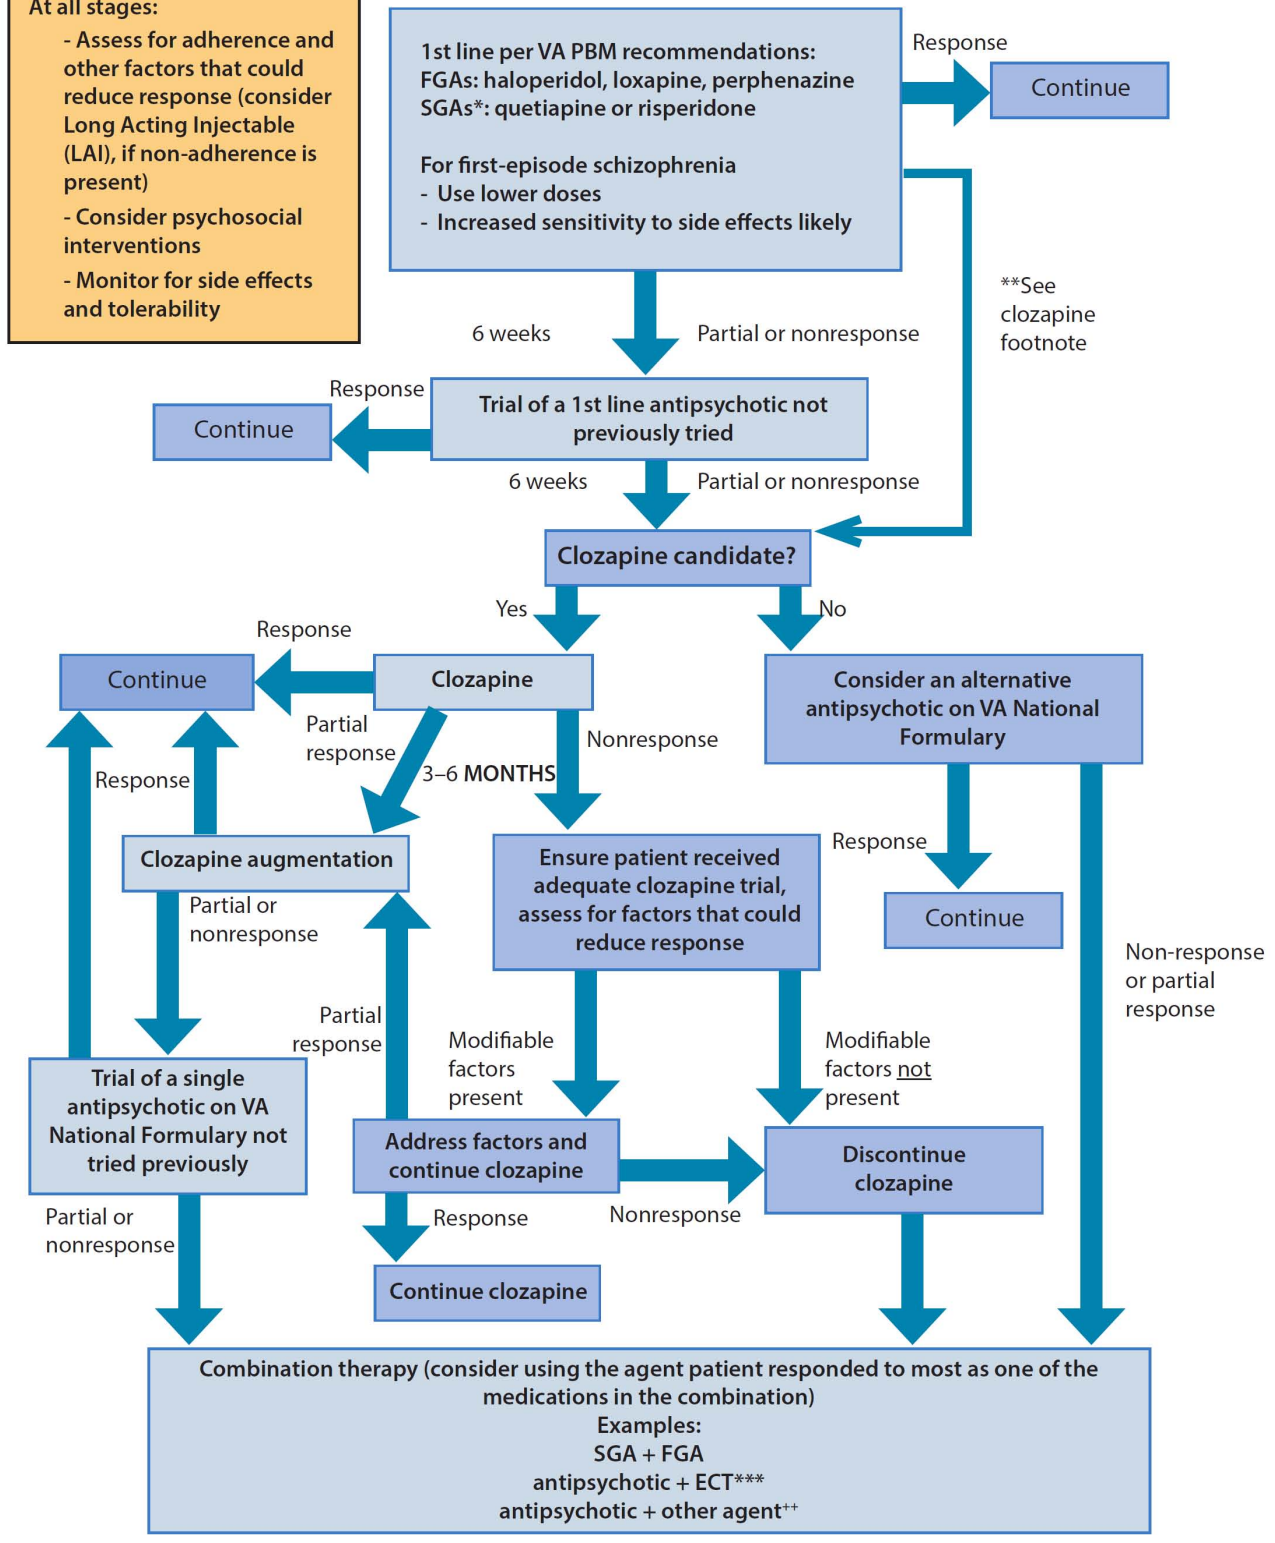 At all stages:
- Assess for adherence and
other factors that could
reduce response (consider
Long Acting Injectable
(LAI), if non-adherence is
present)
- Consider psychosocial
interventions
- Monitor for side effects
and tolerability
1st line per VA PBM recommendations:
FGAs: haloperidol, loxapine, perphenazine
SGAs*: quetiapine or risperidone
For first-episode schizophrenia
- Use lower doses
- Increased sensitivity to side effects likely
Response
Continue
**See
clozapine
footnote
6 weeks
Partial or nonresponse
Response
Continue
Trial of a 1st line antipsychotic not
previously tried
6 weeks
Partial or nonresponse
Clozapine candidate?
Yes
No
Response
Continue
Clozapine
Consider an alternative
antipsychotic on VA National
Formulary
Partial
response
Nonresponse
3–6 MONTHS
Response
Clozapine augmentation
Ensure patient received
adequate clozapine trial,
assess for factors that could
reduce response
Response
Continue
Partial or
nonresponse
Non-response
or partial
response
Partial
response
Modifiable
factors
present
Modifiable
factors not
present
Trial of a single
antipsychotic on VA
National Formulary not
tried previously
Address factors and
continue clozapine
Discontinue
clozapine
Partial or
nonresponse
Response
Nonresponse
Continue clozapine
Combination therapy (consider using the agent patient responded to most as one of the
medications in the combination)
Examples:
SGA + FGA
antipsychotic + ECT***
antipsychotic + other agent⁺⁺